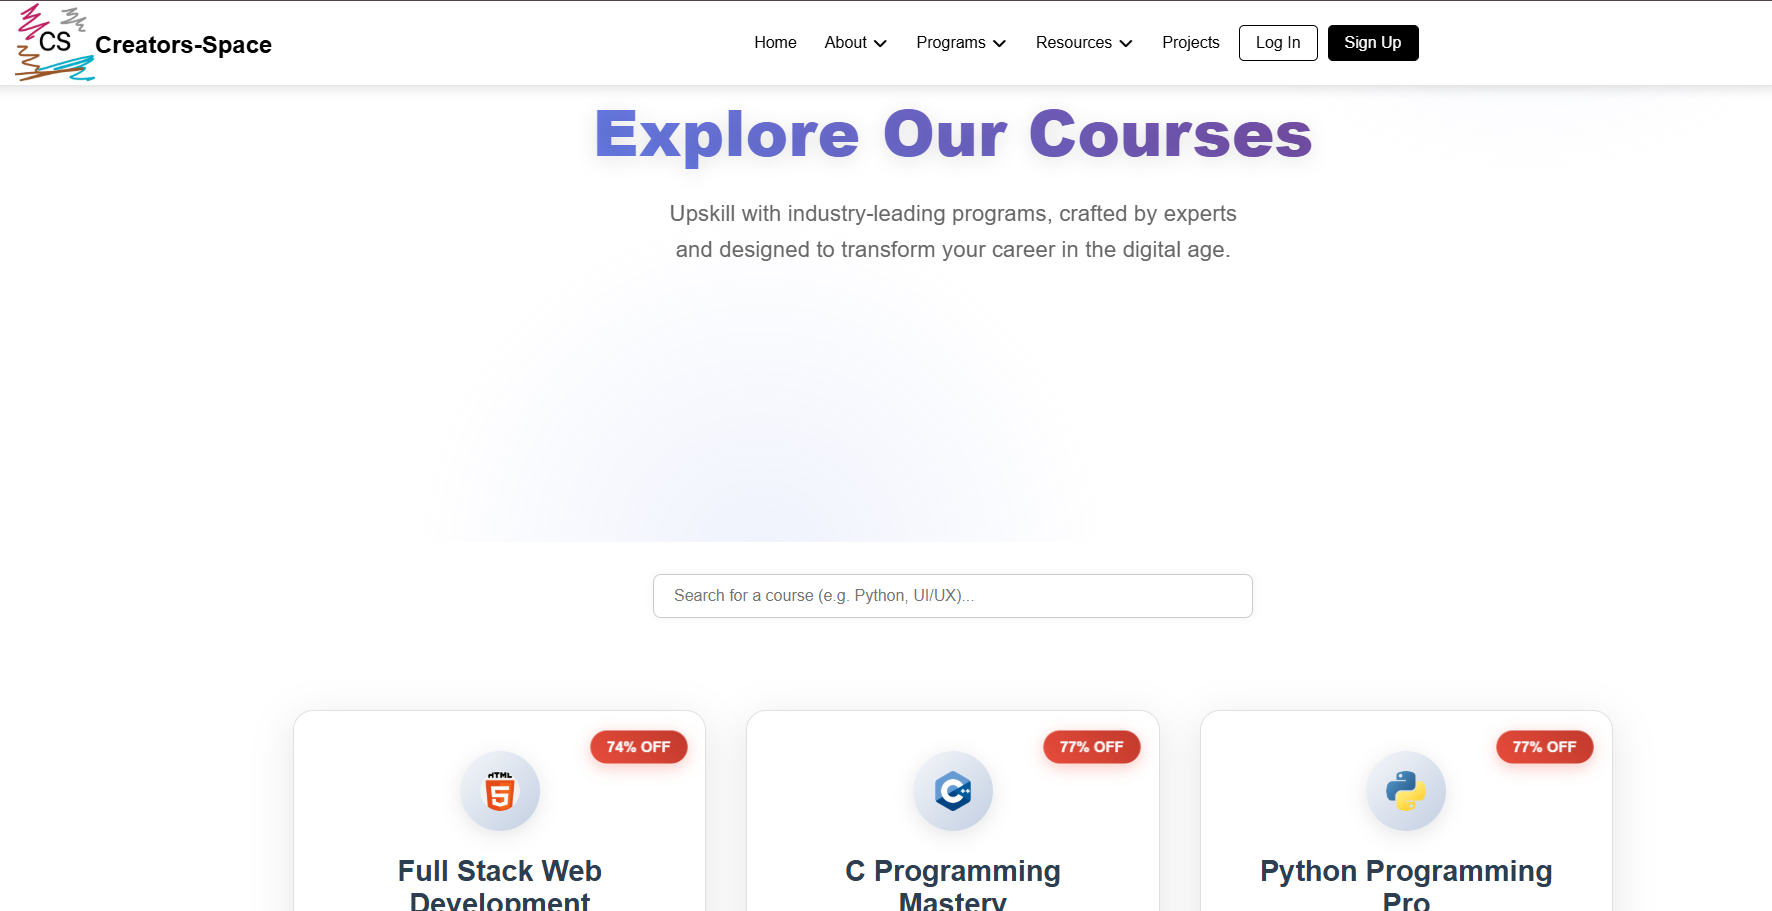 CS
Creators-Space
Home
About
Programs
Resources
Projects
Log In
Sign Up
Explore Our Courses
Upskill with industry-leading programs, crafted by experts
and designed to transform your career in the digital age.
Search for a course (e.g. Python, UI/UX)...
74% OFF
HTML
5
Full Stack Web
Development
77% OFF
C++
C Programming
Mastery
77% OFF
Python Programming
Pro